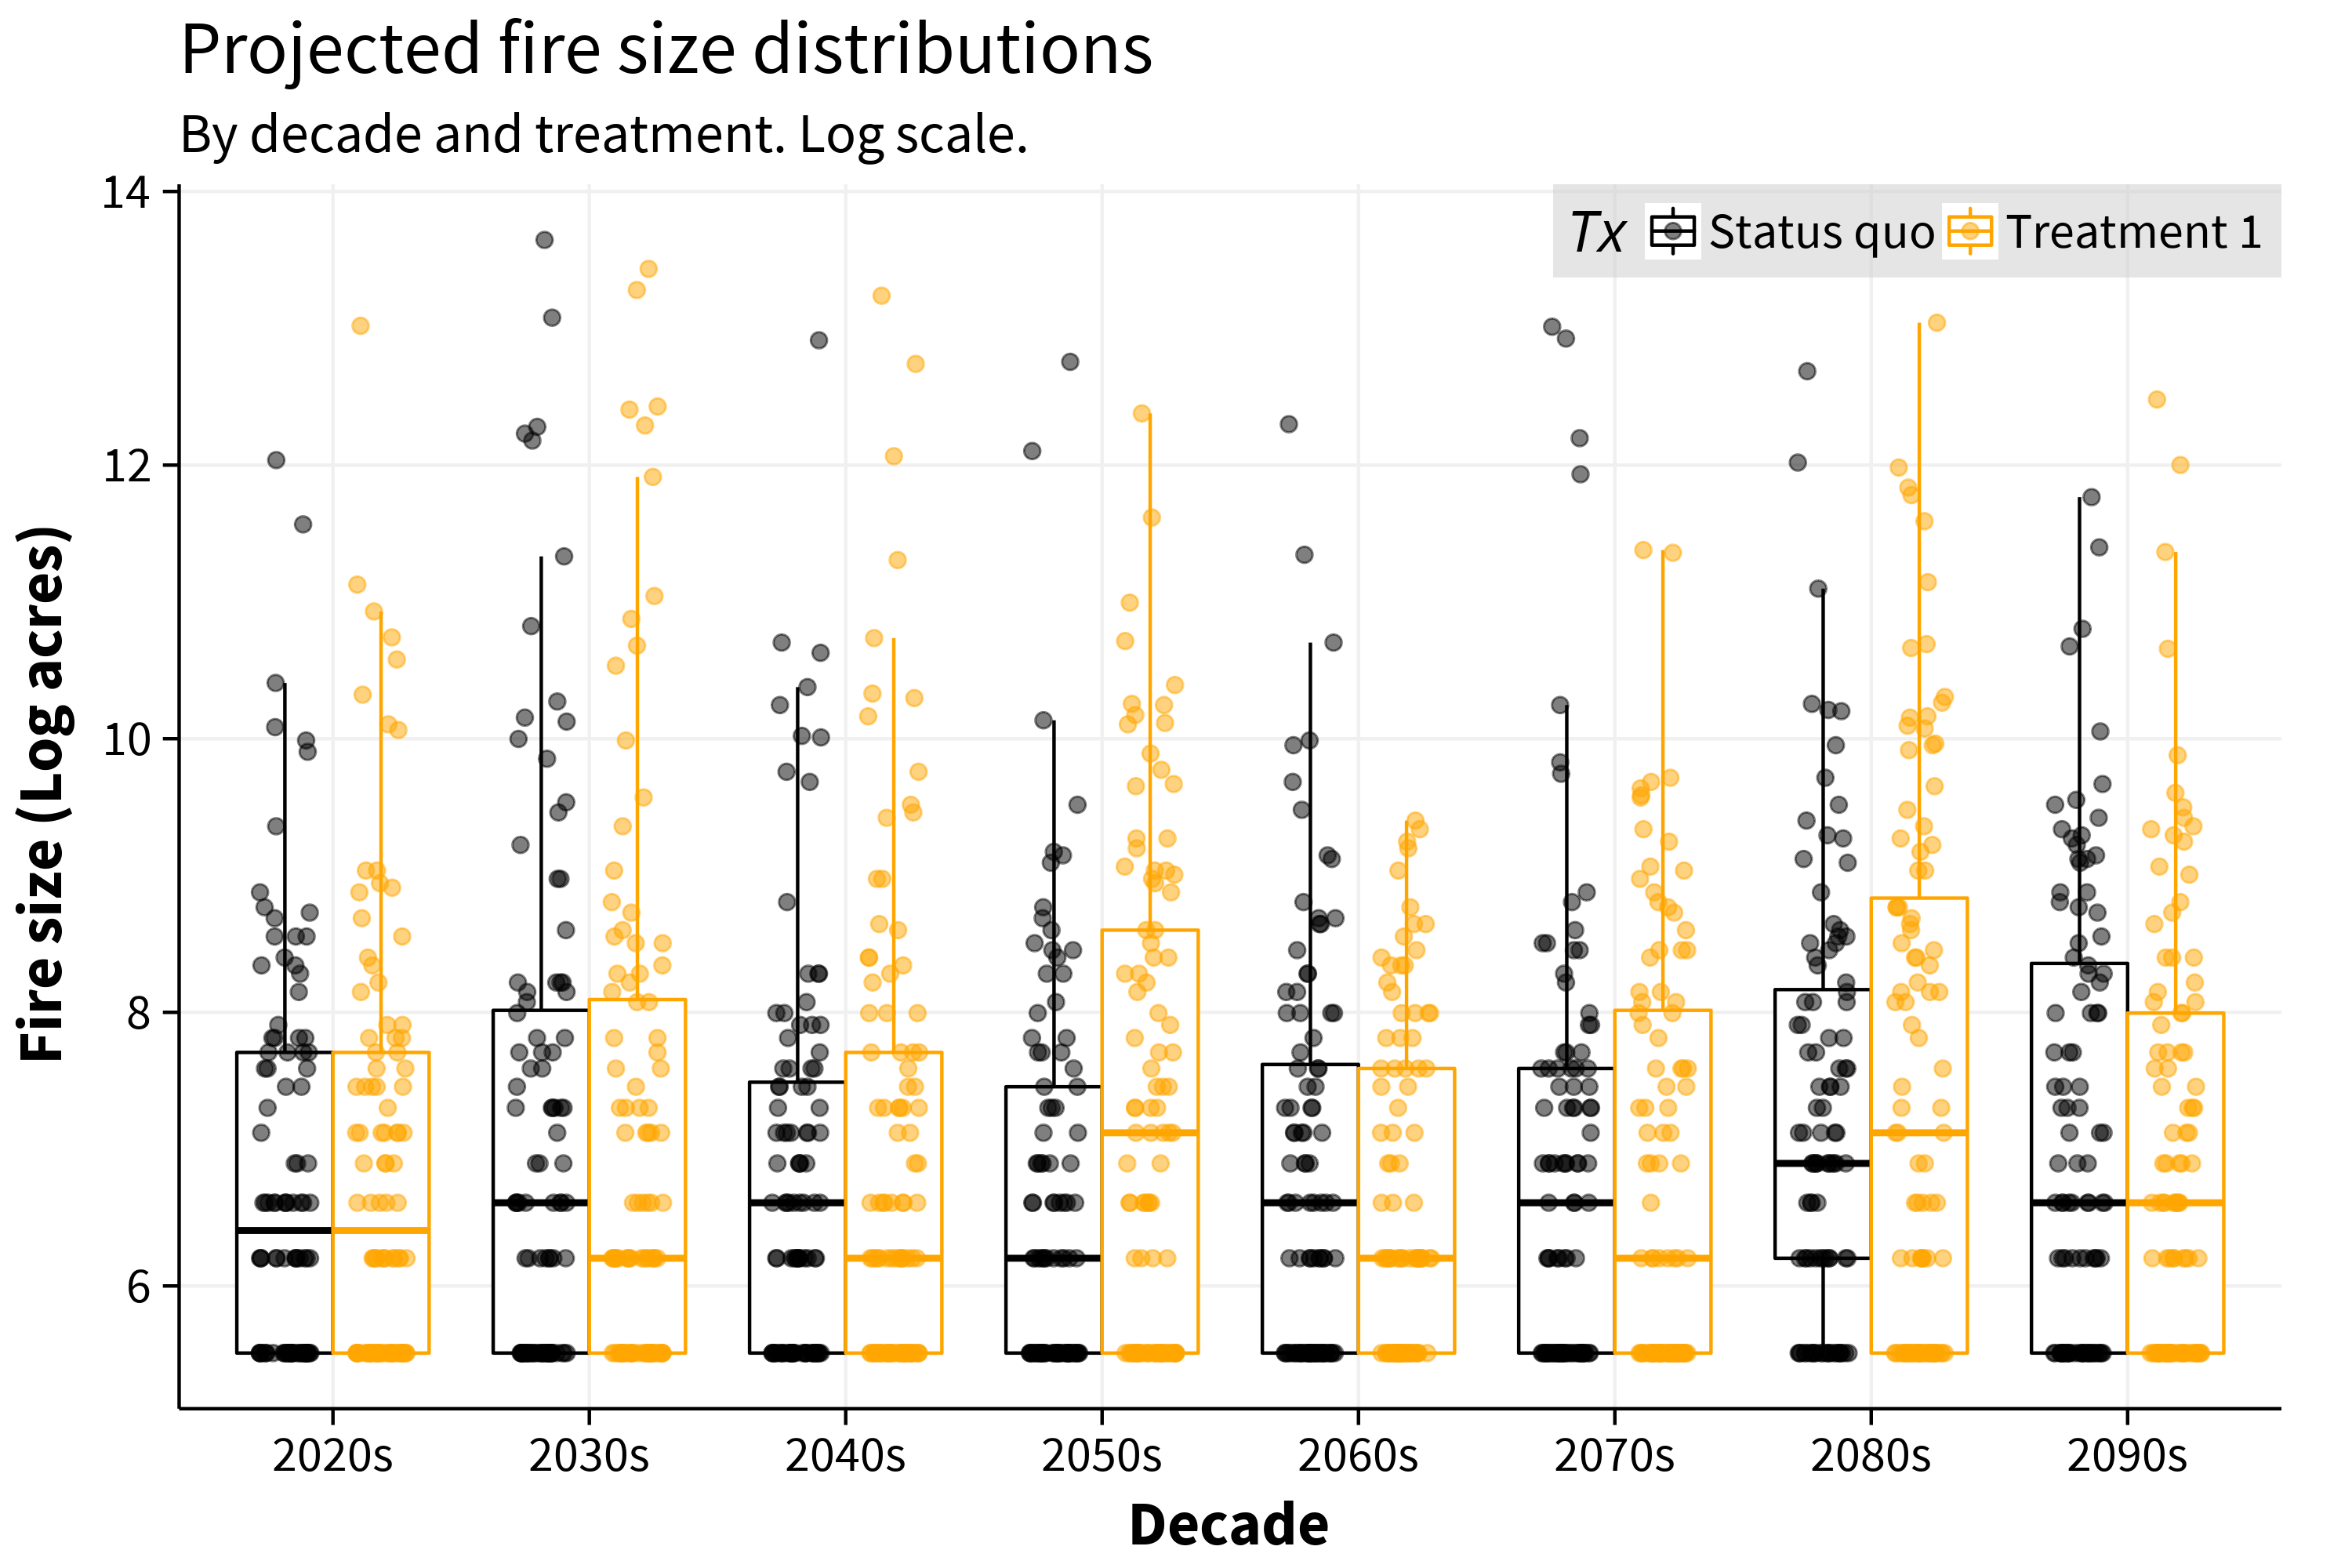 Projected fire size distributions
By decade and treatment. Log scale.
Tx Status quo Treatment 1
Fire size (Log acres)
14
12
10
8
6
2020s 2030s 2040s 2050s 2060s 2070s 2080s 2090s
Decade